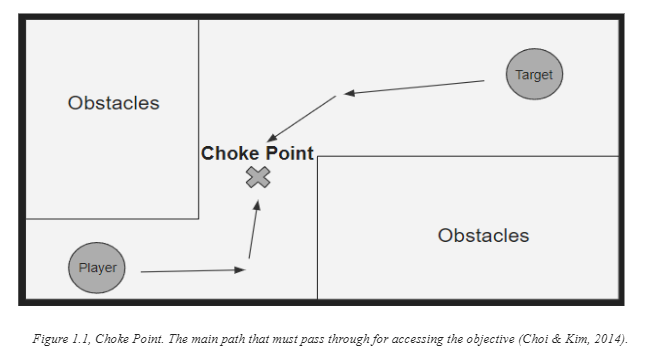 Target
Obstacles
Choke Point
Obstacles
Player
Figure 1.1, Choke Point. The main path that must pass through for accessing the objective (Choi & Kim, 2014).